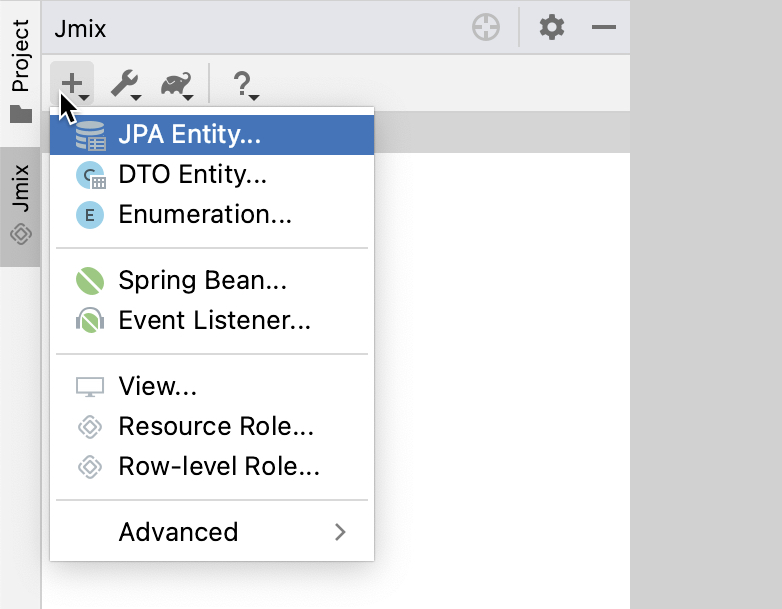 Project
Jmix
Jmix
JPA Entity...
DTO Entity...
C
Enumeration...
E
Spring Bean...
Event Listener...
View...
Resource Role...
Row-level Role...
Advanced
?